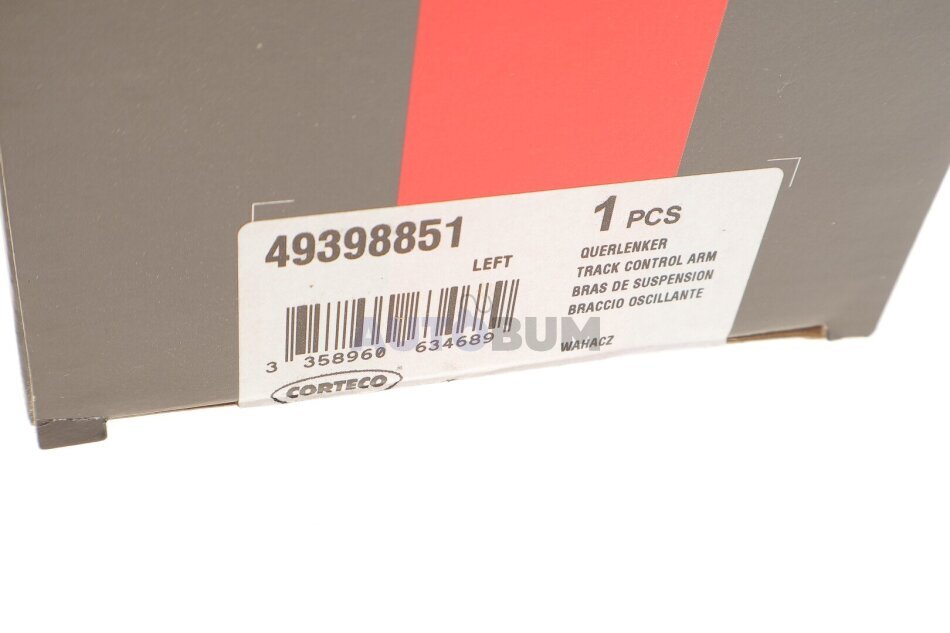 49398851
LEFT
1 PCS
QUERLENKER
TRACK CONTROL ARM
BRAS DE SUSPENSION
BRACCIO OSCILLANTE
WAHACZ
3 358960 634689
CORTECO
AUTOBUM